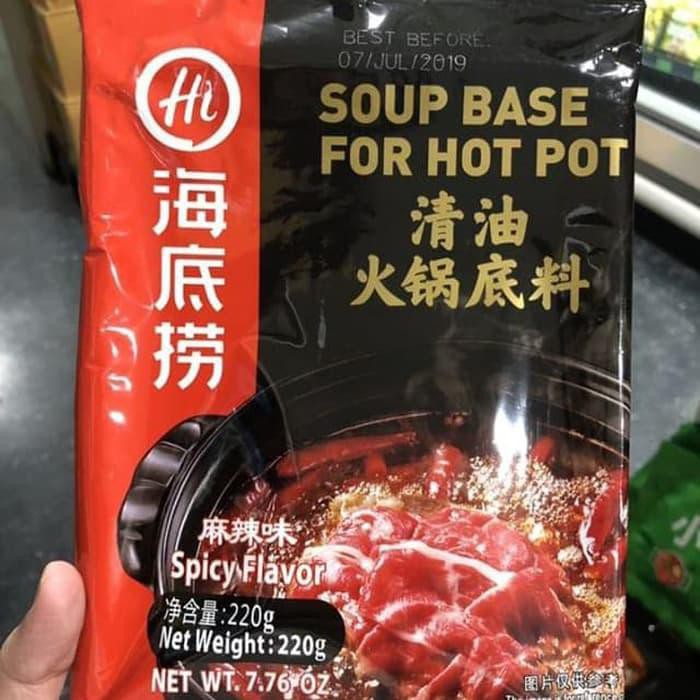 Hi
海底捞
BEST BEFORE:
07/JUL/2019
SOUP BASE
FOR HOT POT
清油
火锅底料
麻辣味
Spicy Flavor
净含量:220g
Net Weight:220g
NET WT. 7.76 OZ
图片仅供参考